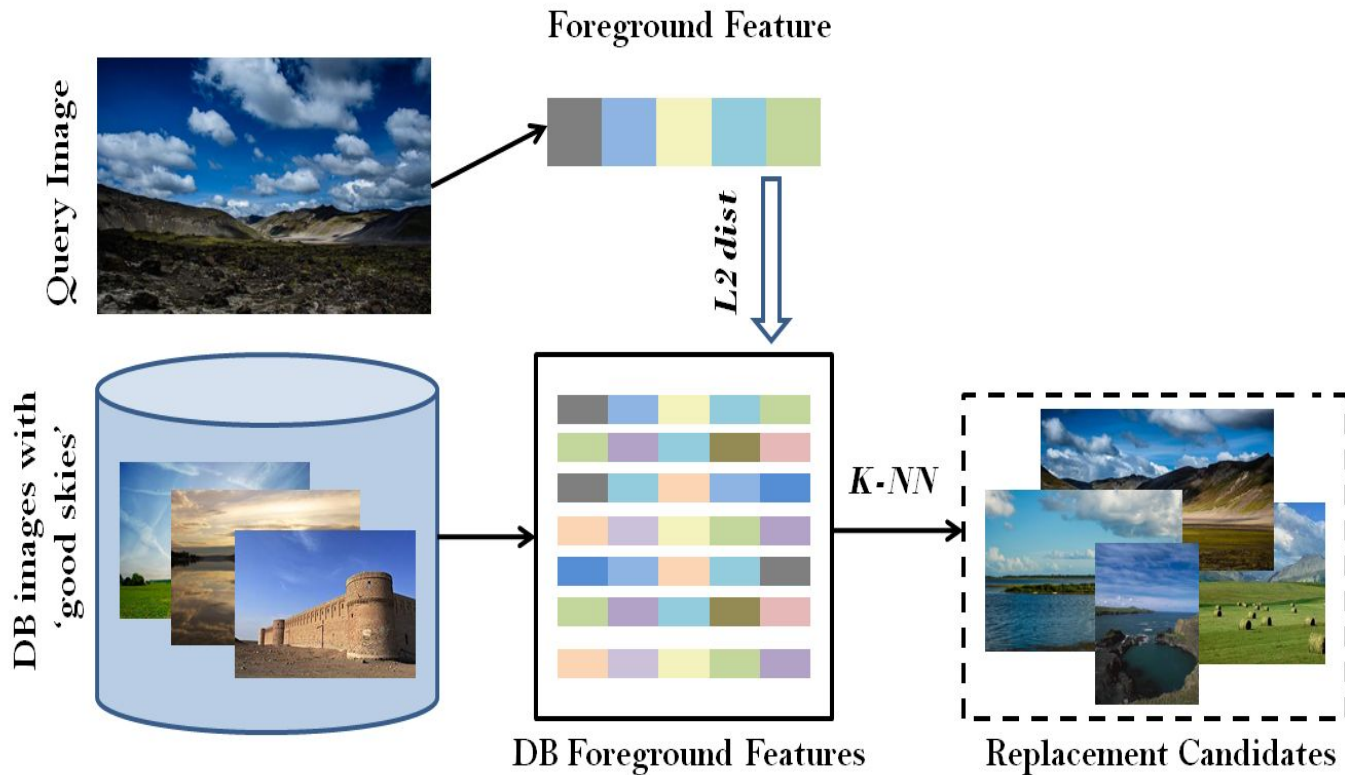 Foreground Feature
Query Image
L2 dist
DB images with
‘good skies’
K-NN
DB Foreground Features
Replacement Candidates